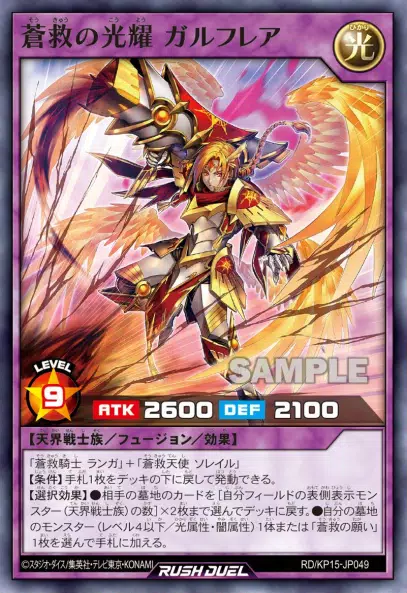 蒼救の光耀 ガルフレア
光
SAMPLE
LEVEL
9
ATK 2600 DEF 2100
【天界戦士族／フュージョン／効果】
「蒼救騎士 ランガ」+「蒼救天使 ソレイル」
【条件】手札1枚をデッキの下に戻して発動できる。
【選択効果】●相手の墓地のカードを［自分フィールドの表側表示モン
スター（天界戦士族）の数］×2枚まで選んでデッキに戻す。●自分の墓地
のモンスター（レベル4以下／光属性・闇属性）1体または「蒼救の願い」
1枚を選んで手札に加える。
©スタジオ・ダイス/集英社・テレビ東京・KONAMI
RUSH DUEL
RD/KP15-JP049